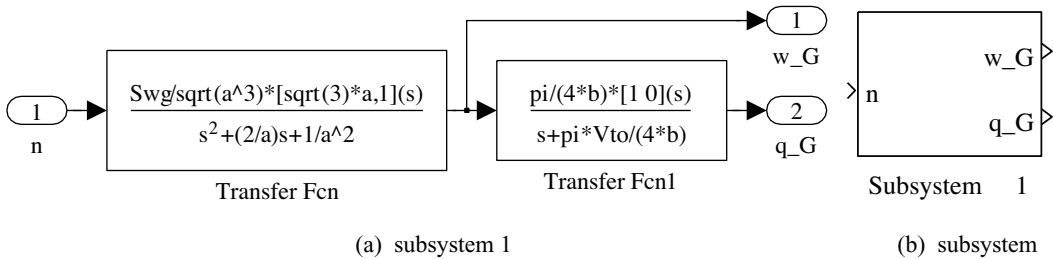 1
n
Swg/sqrt(a^3)*[sqrt(3)*a,1](s)
s²+(2/a)s+1/a^2
Transfer Fcn
pi/(4*b)*[1 0](s)
s+pi*Vto/(4*b)
Transfer Fcn1
1
w_G
2
q_G
n
w_G
q_G
Subsystem 1
(a) subsystem 1
(b) subsystem